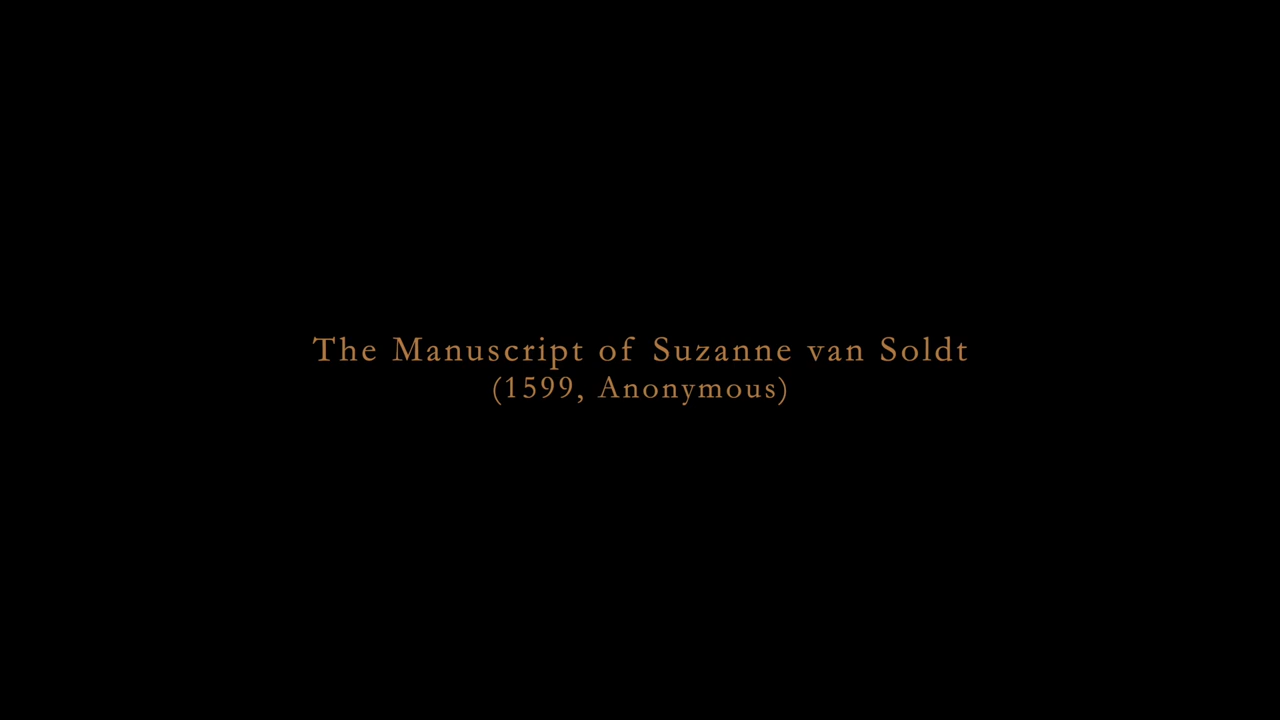 The Manuscript of Suzanne van Soldt
(1599, Anonymous)